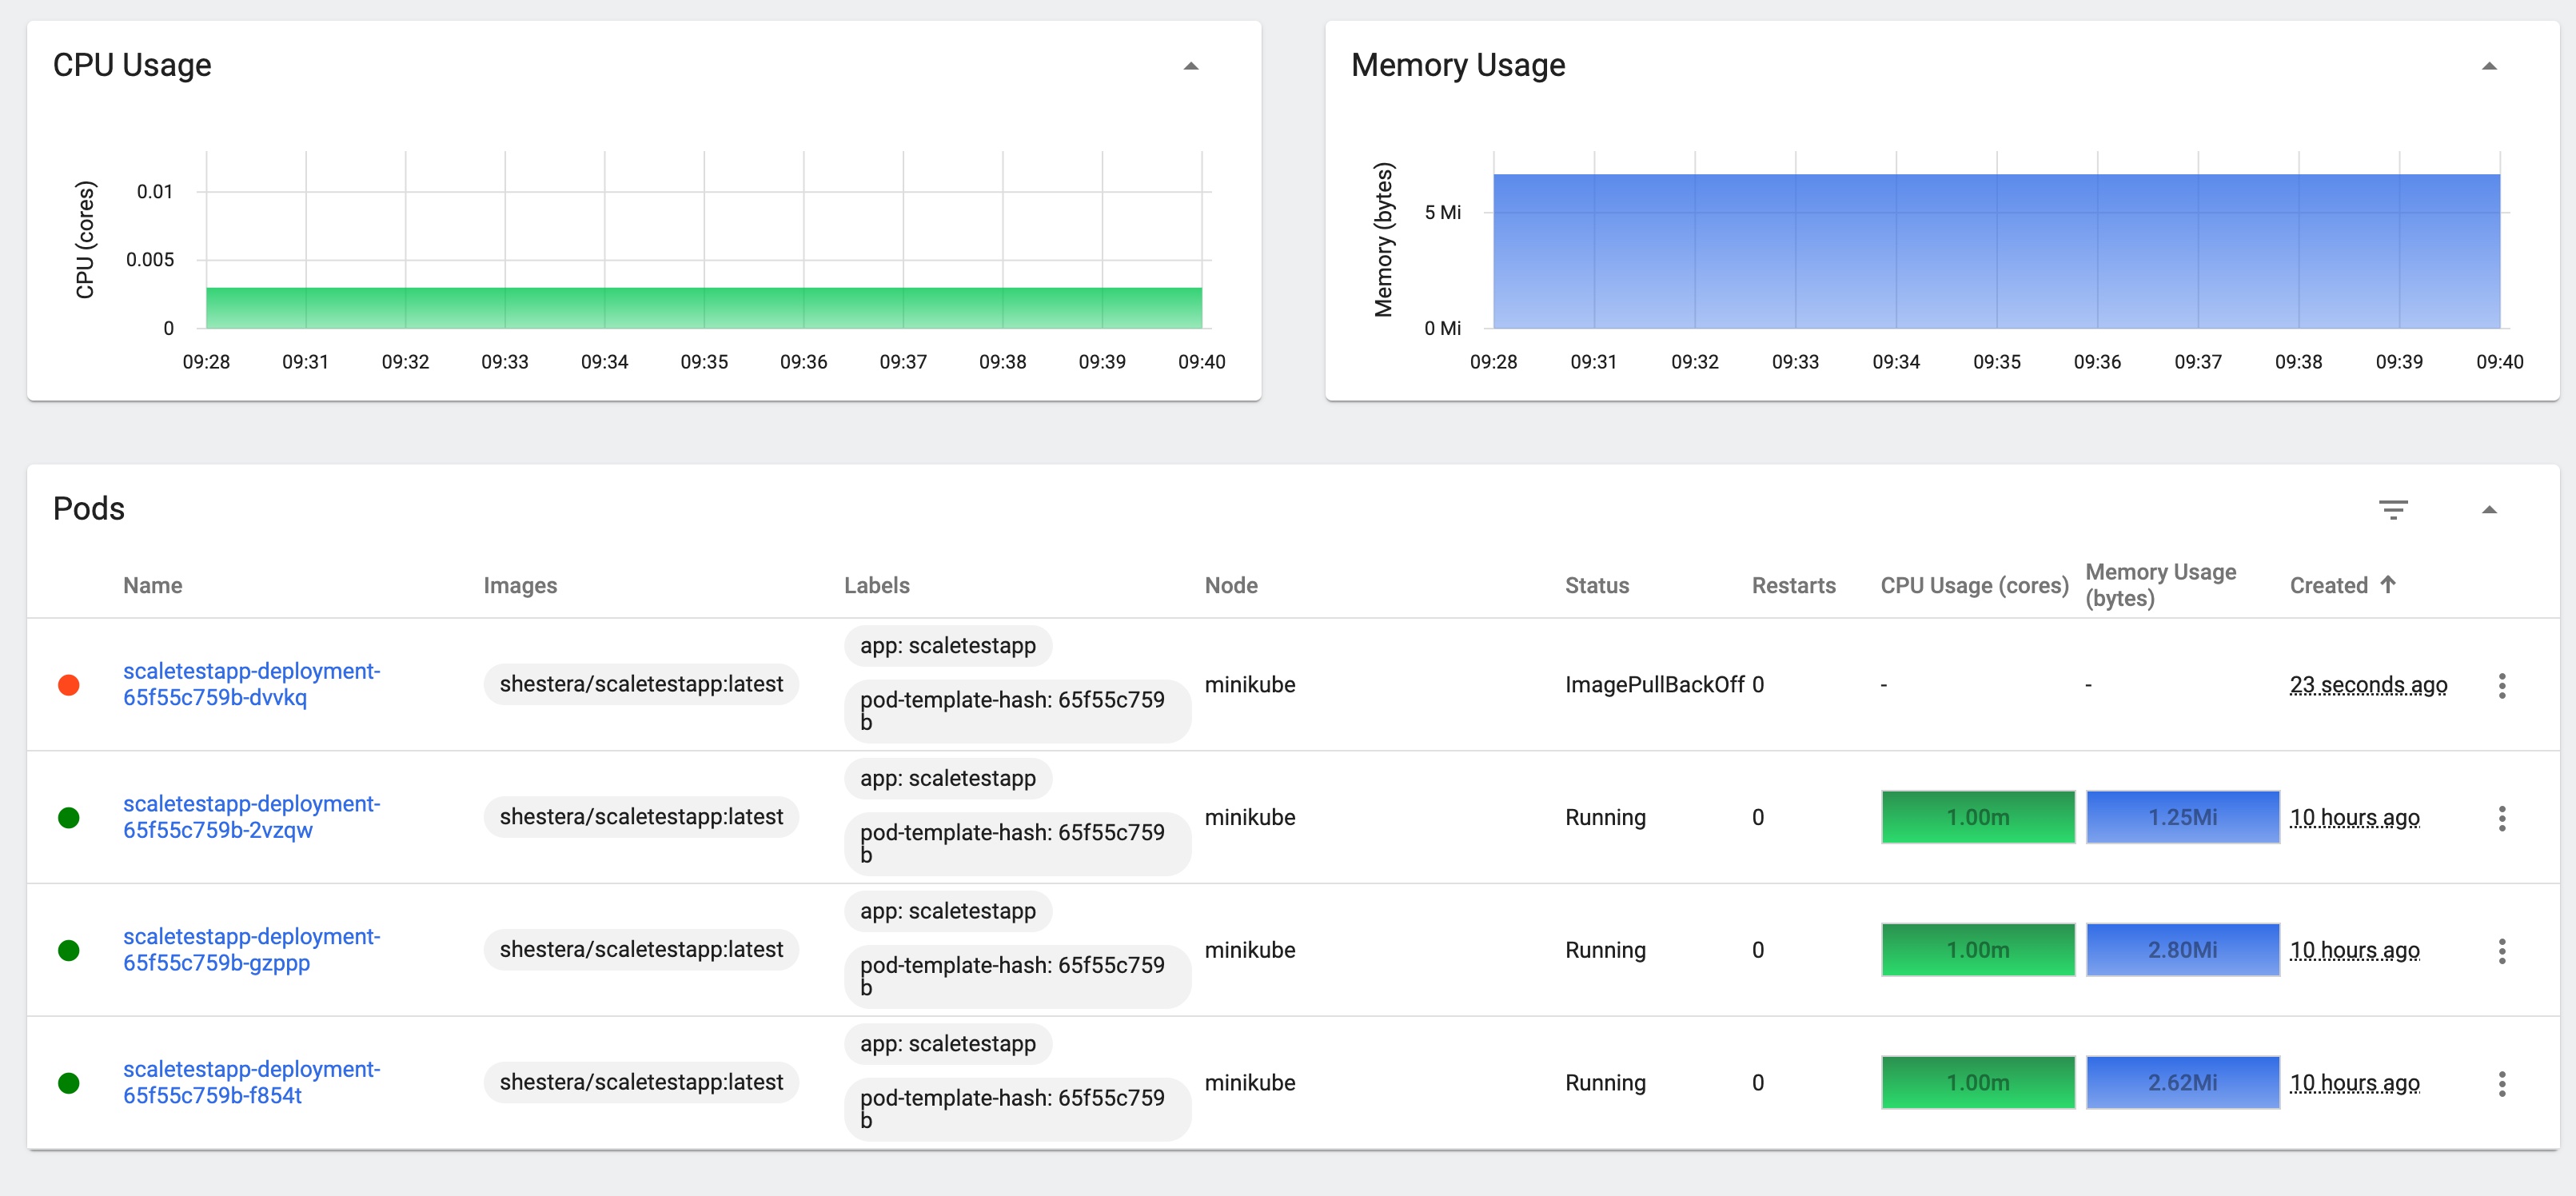 CPU Usage
Memory Usage
CPU (cores)
0.01
0.005
0
09:28 09:31 09:32 09:33 09:34 09:35 09:36 09:37 09:38 09:39 09:40
Memory (bytes)
5 Mi
0 Mi
09:28 09:31 09:32 09:33 09:34 09:35 09:36 09:37 09:38 09:39 09:40
Pods
Name Images Labels Node Status Restarts CPU Usage (cores) Memory Usage
(bytes) Created
scaletestapp-deployment-
65f55c759b-dvvkq
shestera/scaletestapp:latest
app: scaletestapp
pod-template-hash: 65f55c759
b
minikube
ImagePullBackOff 0 - - 23 seconds ago
scaletestapp-deployment-
65f55c759b-2vzqw
shestera/scaletestapp:latest
app: scaletestapp
pod-template-hash: 65f55c759
b
minikube
Running 0 1.00m 1.25Mi 10 hours ago
scaletestapp-deployment-
65f55c759b-gzppp
shestera/scaletestapp:latest
app: scaletestapp
pod-template-hash: 65f55c759
b
minikube
Running 0 1.00m 2.80Mi 10 hours ago
scaletestapp-deployment-
65f55c759b-f854t
shestera/scaletestapp:latest
app: scaletestapp
pod-template-hash: 65f55c759
b
minikube
Running 0 1.00m 2.62Mi 10 hours ago